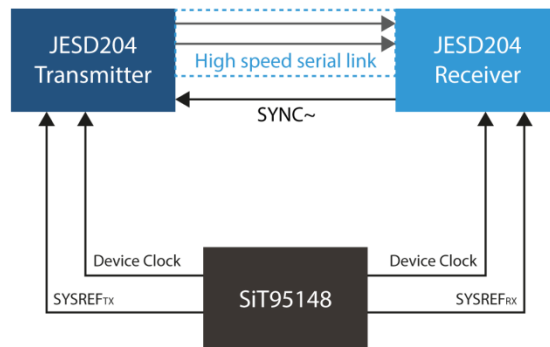 JESD204
Transmitter
High speed serial link
JESD204
Receiver
SYNC~
Device Clock
SYSREFTX
SiT95148
Device Clock
SYSREFRX